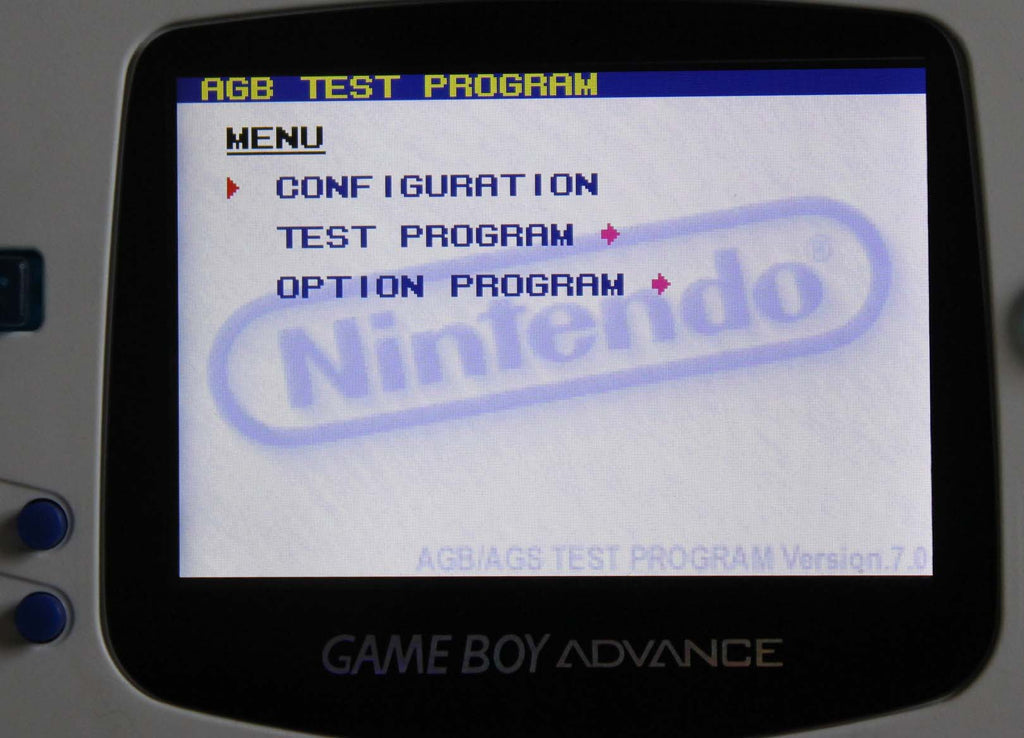 AGB TEST PROGRAM
MENU
CONFIGURATION
TEST PROGRAM
OPTION PROGRAM
Nintendo®
AGB/AGS TEST PROGRAM Version.7.0
GAME BOY ADVANCE